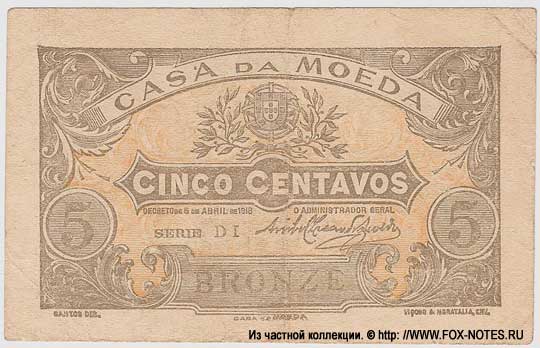 CASA DA MOEDA
CINCO CENTAVOS
DECRETO DE 5 DE ABRIL DE 1918 O ADMINISTRADOR GERAL
5 SERIE DI 5
BRONZE
SANTOS DES. CASA DA MOEDA
Из частной коллекции. © http://WWW.FOX-NOTES.RU